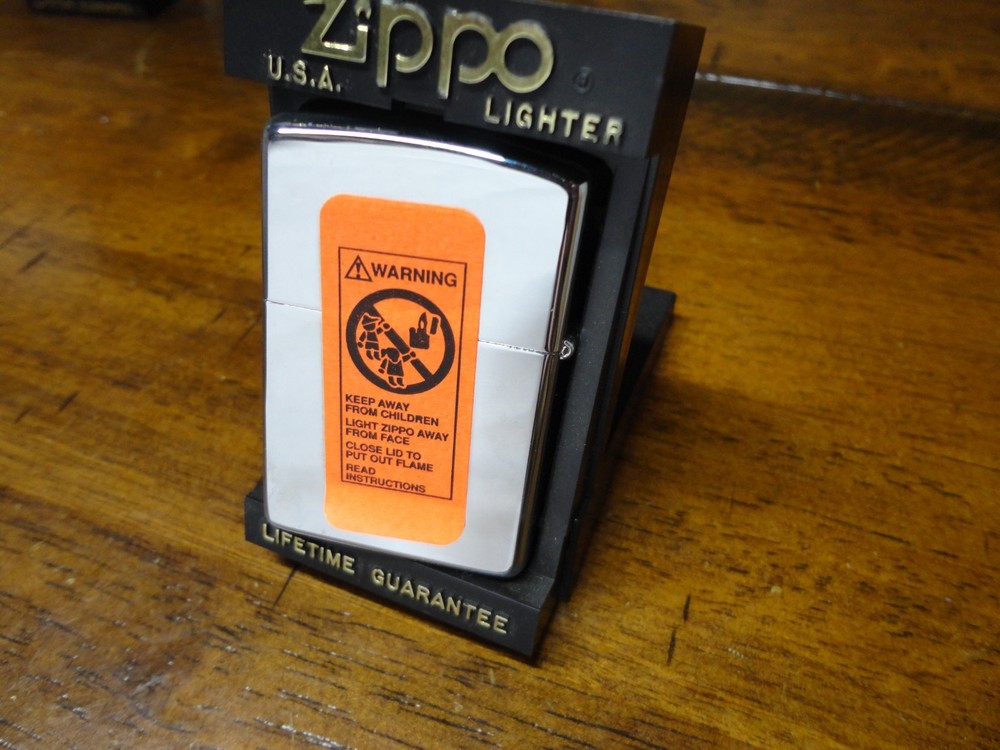 Zippo
U.S.A.
®
LIGHTER
WARNING
KEEP AWAY
FROM CHILDREN
LIGHT ZIPPO AWAY
FROM FACE
CLOSE LID TO
PUT OUT FLAME
READ
INSTRUCTIONS
LIFETIME GUARANTEE